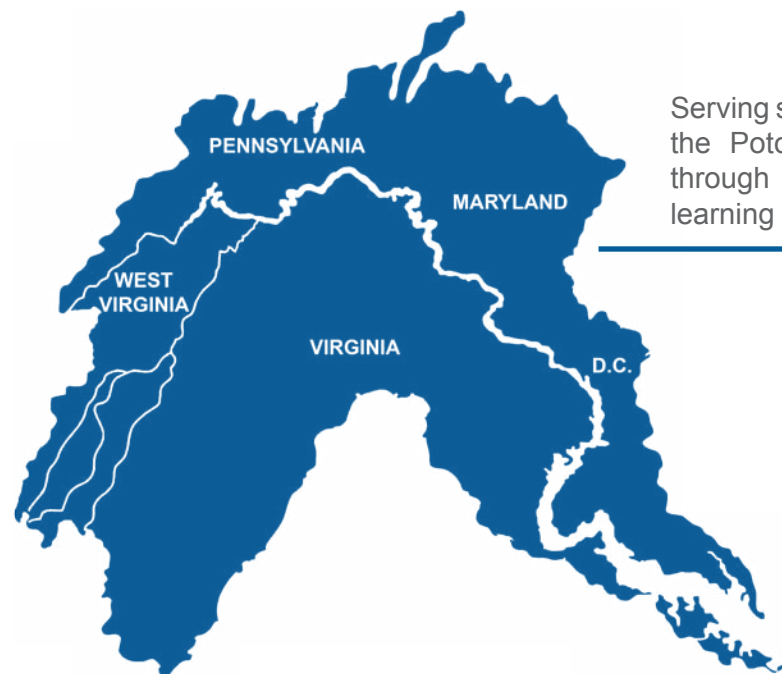 PENNSYLVANIA
MARYLAND
WEST
VIRGINIA
VIRGINIA
D.C.
Serving
the
through
learning